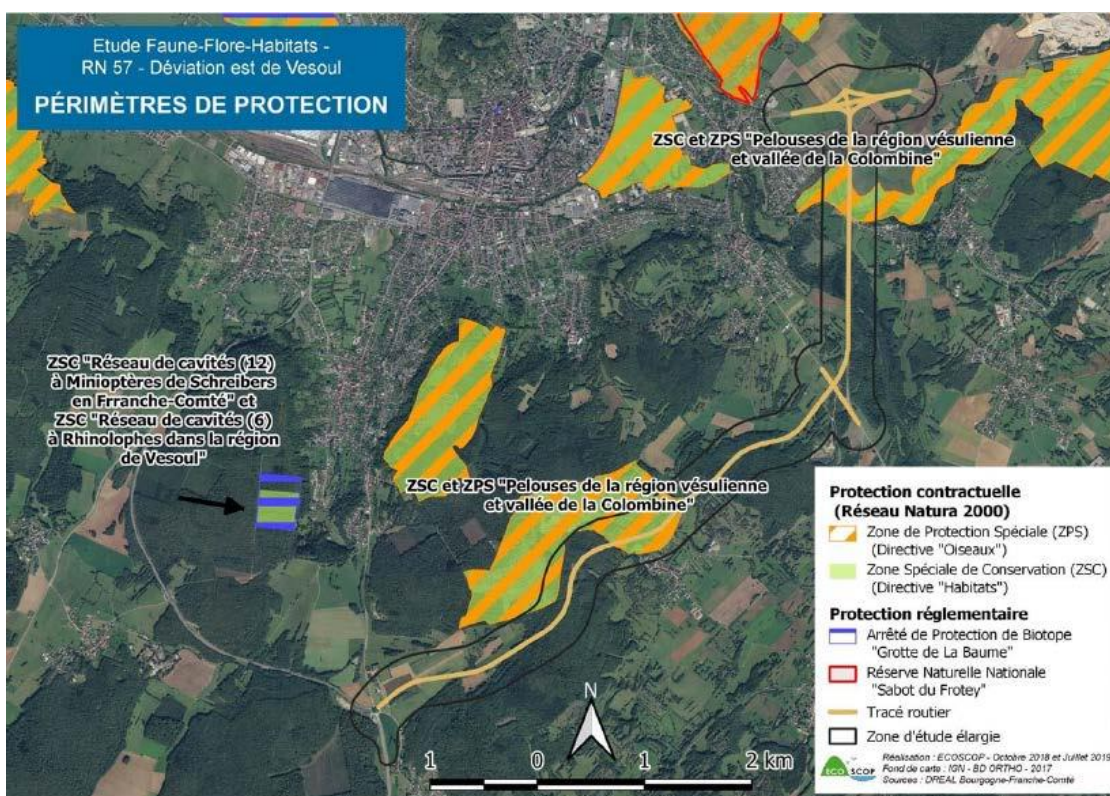 Etude Faune-Flore-Habitats -
RN 57 - Déviation est de Vesoul
PÉRIMÈTRES DE PROTECTION
ZSC et ZPS "Pelouses de la région vésulienne
et vallée de la Colombine"
ZSC "Réseau de cavités (12)
à Minioptères de Schreibers
en Frranche-Comté" et
ZSC "Réseau de cavités (6)
à Rhinolophes dans la région
de Vesoul"
ZSC et ZPS "Pelouses de la région vésulienne
et vallée de la Colombine"
N
1 0 1 2 km
Protection contractuelle
(Réseau Natura 2000)
Zone de Protection Spéciale (ZPS)
(Directive "Oiseaux")
Zone Spéciale de Conservation (ZSC)
(Directive "Habitats")
Protection réglementaire
Arrêté de Protection de Biotope
"Grotte de La Baume"
Réserve Naturelle Nationale
"Sabot du Frotey"
Tracé routier
Zone d'étude élargie
ECOSCOP
Réalisation : ECOSCOP - Octobre 2018 et Juillet 2019
Fond de carte : IGN - BD ORTHO - 2017
Sources : DREAL Bourgogne-Franche-Comté